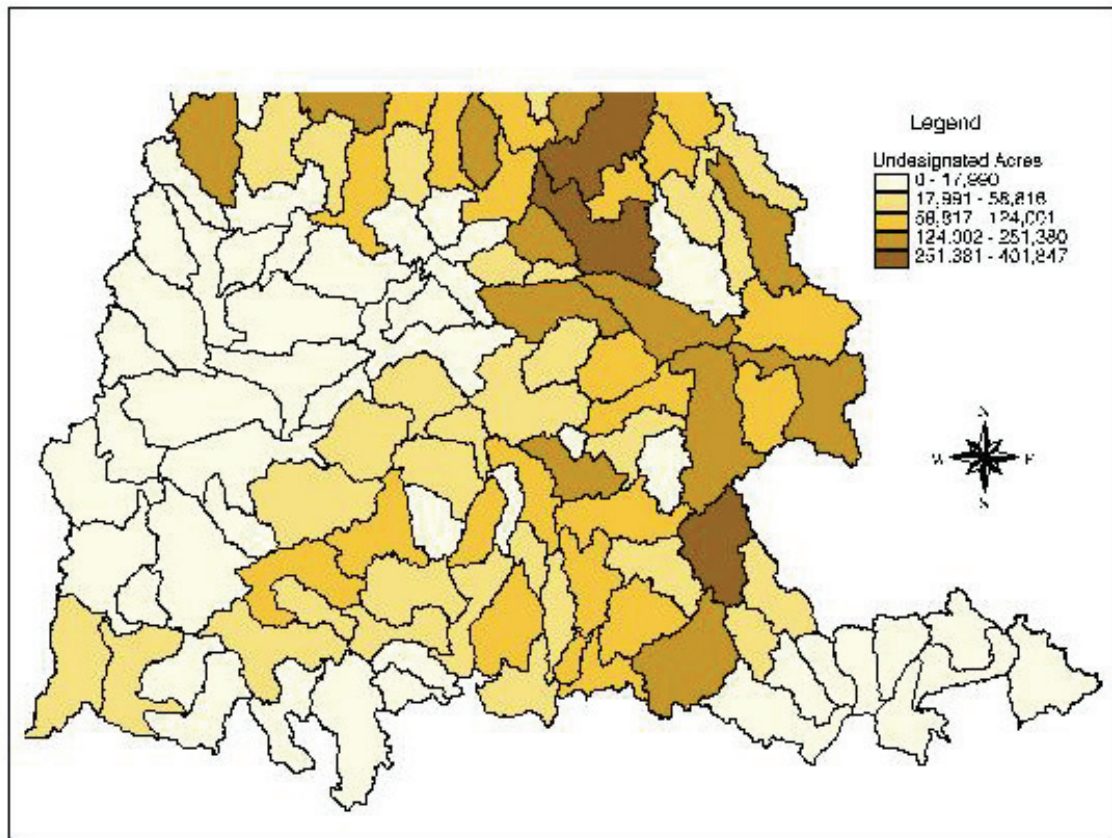 Legend
Undesignated Acres
0 - 17,990
17,991 - 58,816
58,817 - 124,001
124,002 - 251,380
251,381 - 401,847
N
W E
S